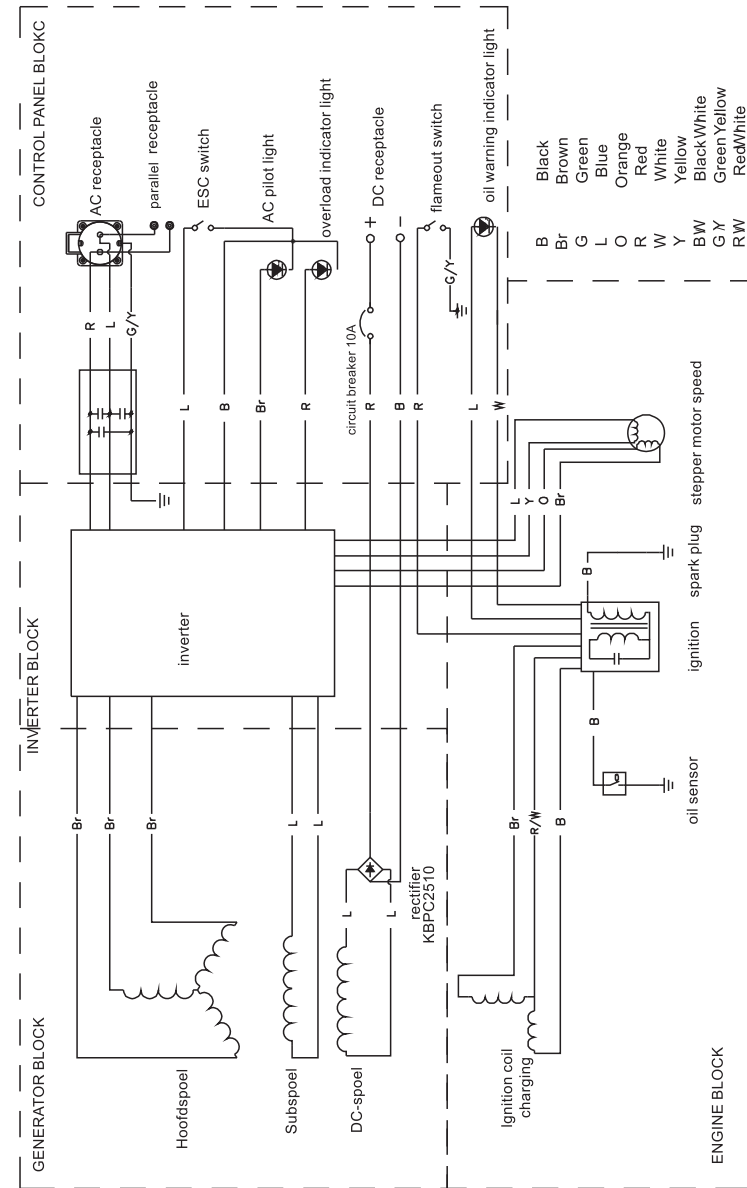 CONTROL PANEL BLOKC
AC receptacle
parallel receptacle
ESC switch
AC pilot light
overload indicator light
DC receptacle
+
-
flameout switch
oil warning indicator light
circuit breaker 10A
R
L
G/Y
L
B
Br
R
R
B
R
G/Y
L
W
B Black
Br Brown
G Green
L Blue
O Orange
R Red
W White
Y Yellow
BW Black White
GY Green Yellow
RW RedWhite
INVERTER BLOCK
inverter
L
Y
O
Br
stepper motor speed
B
spark plug
ignition
B
oil sensor
GENERATOR BLOCK
Br
Br
Br
L
L
L
L
rectifier
KBPC2510
Hoofdspoel
Subspoel
DC-spoel
Br
R/W
B
Ignition coil
charging
ENGINE BLOCK